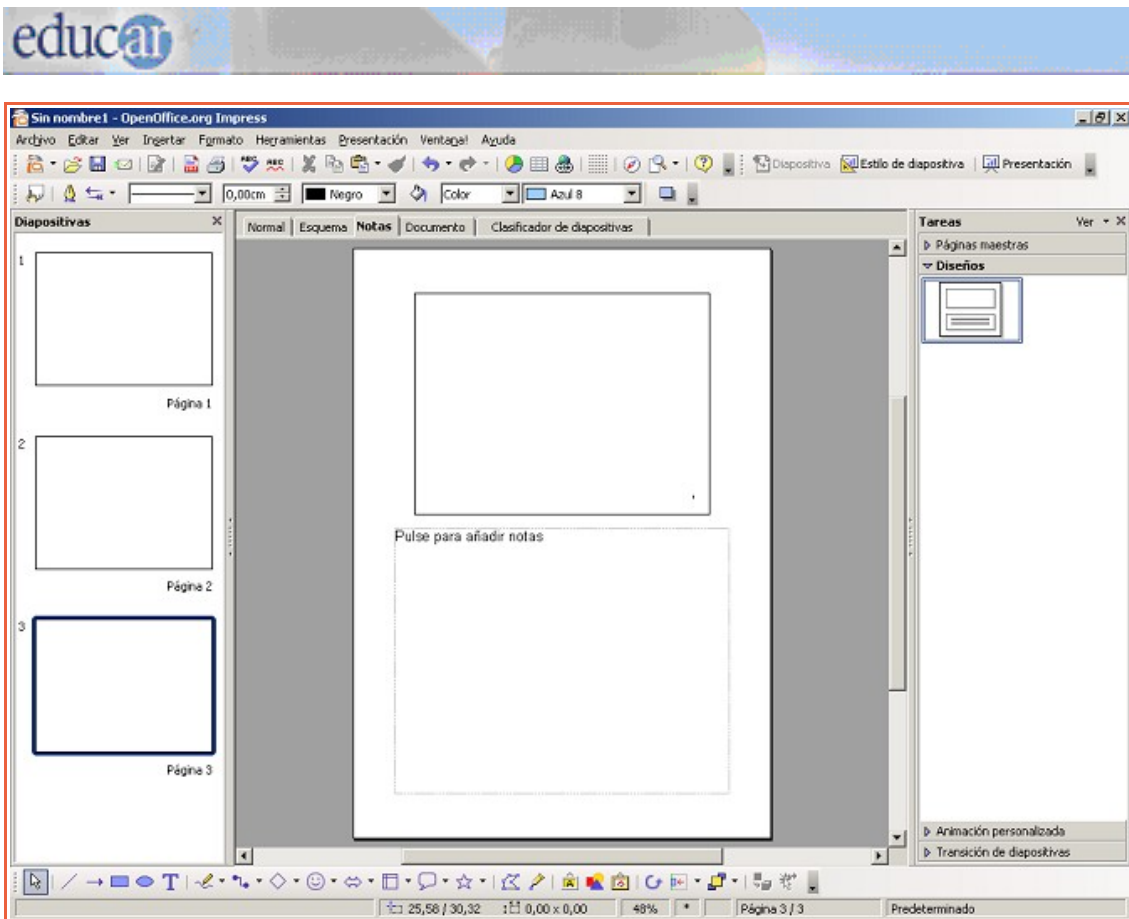 educar
Sin nombre1 - OpenOffice.org Impress
Archivo Editar Ver Insertar Formato Herramientas Presentación Ventana! Ayuda
Diapositiva Estilo de diapositiva Presentación
0,00cm Negro Color Azul 8
Diapositivas
Normal Esquema Notas Documento Clasificador de diapositivas
Tareas Ver
Páginas maestras
Diseños
1
Página 1
2
Página 2
3
Página 3
Pulse para añadir notas
Animación personalizada
Transición de diapositivas
25,58 / 30,32 0,00 x 0,00 48% * Página 3 / 3 Predeterminado